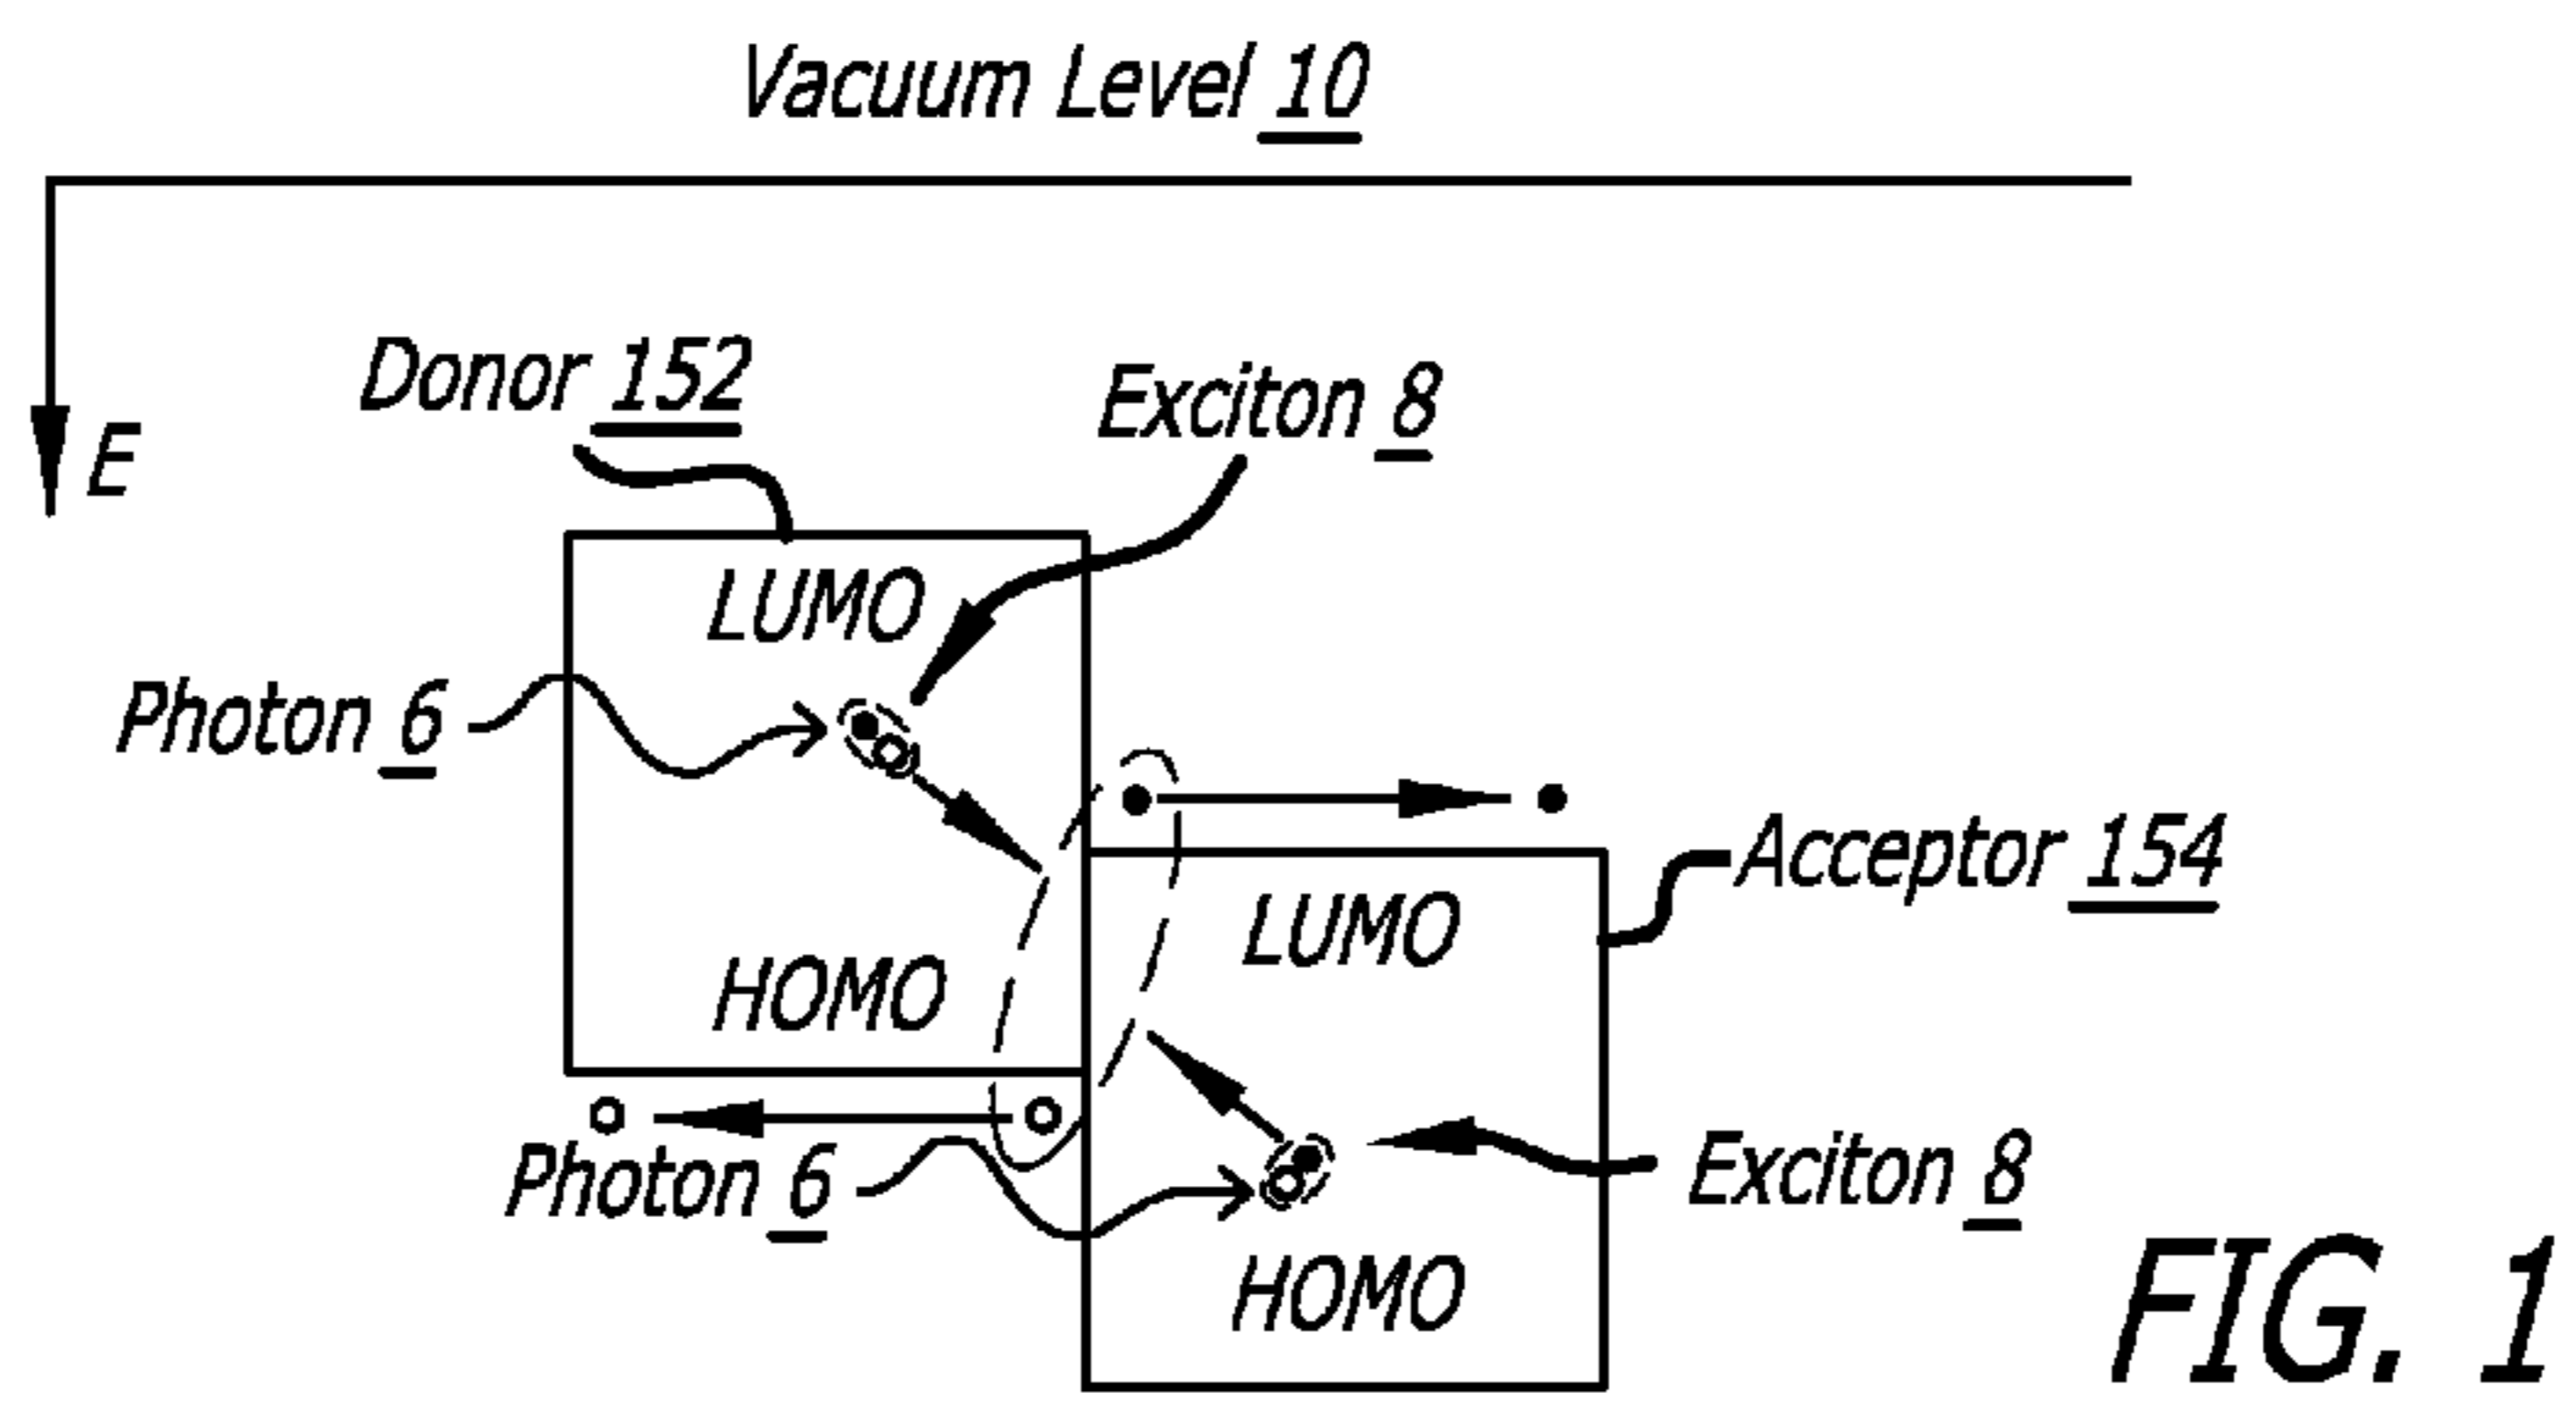 Vacuum Level 10
E
Donor 152
Exciton 8
LUMO
Photon 6
Acceptor 154
LUMO
HOMO
Photon 6
Exciton 8
HOMO
FIG. 1